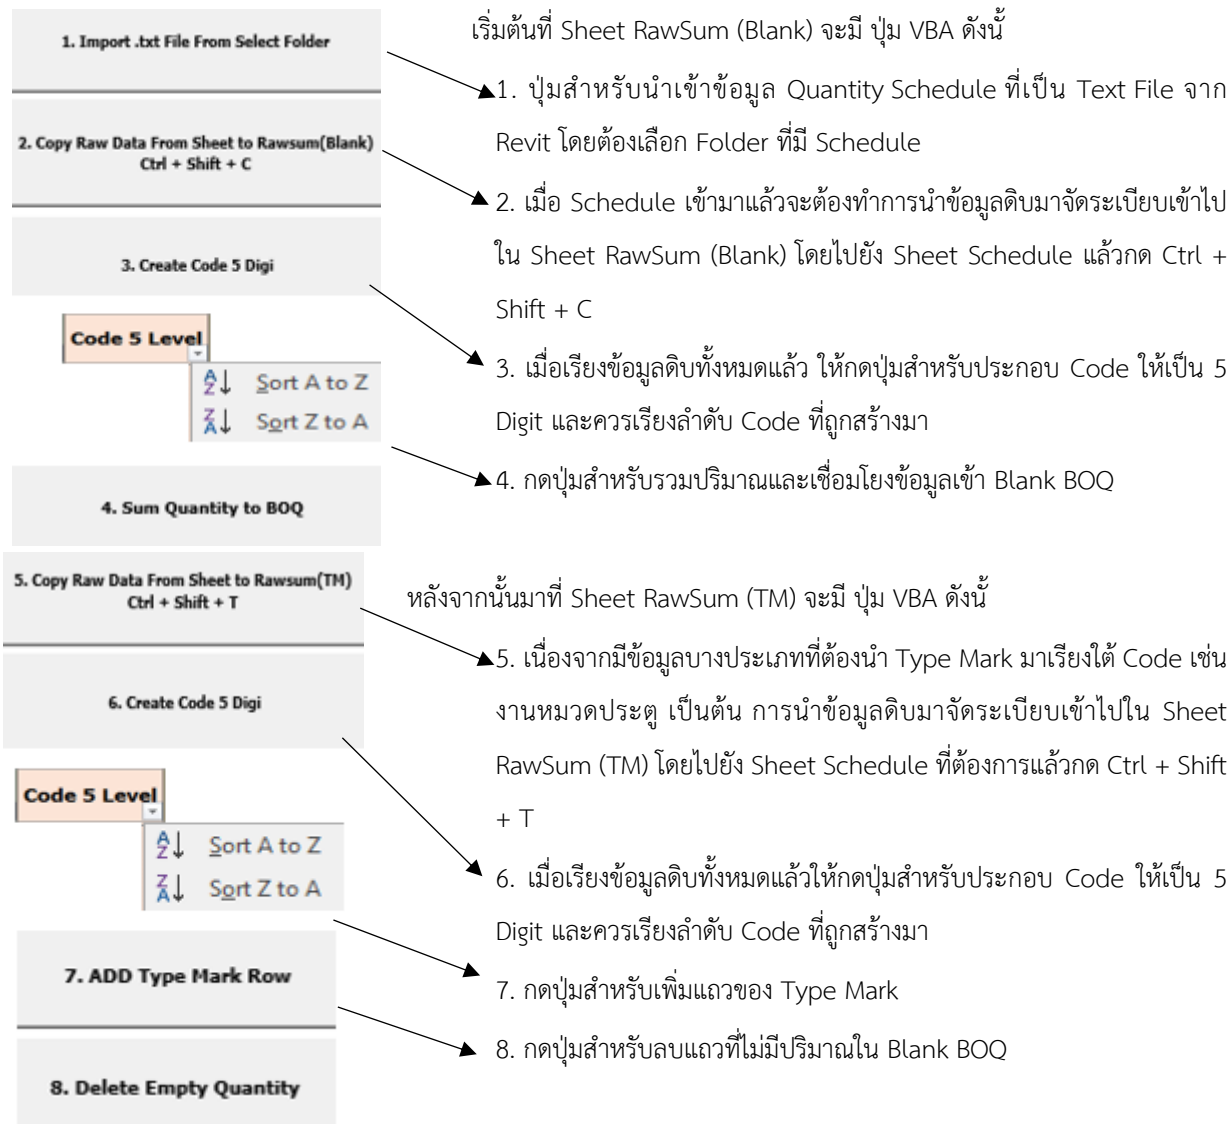 1. Import .txt File From Select Folder
2. Copy Raw Data From Sheet to Rawsum(Blank)
Ctrl + Shift + C
3. Create Code 5 Digi
Code 5 Level
Sort A to Z
Sort Z to A
4. Sum Quantity to BOQ
เริ่มต้นที่ Sheet RawSum (Blank) จะมี ปุ่ม VBA ดังนี้
1. ปุ่มสำหรับนำเข้าข้อมูล Quantity Schedule ที่เป็น Text File จาก
Revit โดยต้องเลือก Folder ที่มี Schedule
2. เมื่อ Schedule เข้ามาแล้วจะต้องทำการนำข้อมูลดิบมาจัดระเบียบเข้าไป
ใน Sheet RawSum (Blank) โดยไปยัง Sheet Schedule แล้วกด Ctrl +
Shift + C
3. เมื่อเรียงข้อมูลดิบทั้งหมดแล้ว ให้กดปุ่มสำหรับประกอบ Code ให้เป็น 5
Digit และควรเรียงลำดับ Code ที่ถูกสร้างมา
4. กดปุ่มสำหรับรวมปริมาณและเชื่อมโยงข้อมูลเข้า Blank BOQ
5. Copy Raw Data From Sheet to Rawsum(TM)
Ctrl + Shift + T
6. Create Code 5 Digi
Code 5 Level
Sort A to Z
Sort Z to A
7. ADD Type Mark Row
8. Delete Empty Quantity
หลังจากนั้นมาที่ Sheet RawSum (TM) จะมี ปุ่ม VBA ดังนี้
5. เนื่องจากมีข้อมูลบางประเภทที่ต้องนำ Type Mark มาเรียงใต้ Code เช่น
งานหมวดประตู เป็นต้น การนำข้อมูลดิบมาจัดระเบียบเข้าไปใน Sheet
RawSum (TM) โดยไปยัง Sheet Schedule ที่ต้องการแล้วกด Ctrl + Shift
+ T
6. เมื่อเรียงข้อมูลดิบทั้งหมดแล้วให้กดปุ่มสำหรับประกอบ Code ให้เป็น 5
Digit และควรเรียงลำดับ Code ที่ถูกสร้างมา
7. กดปุ่มสำหรับเพิ่มแถวของ Type Mark
8. กดปุ่มสำหรับลบแถวที่ไม่มีปริมาณใน Blank BOQ